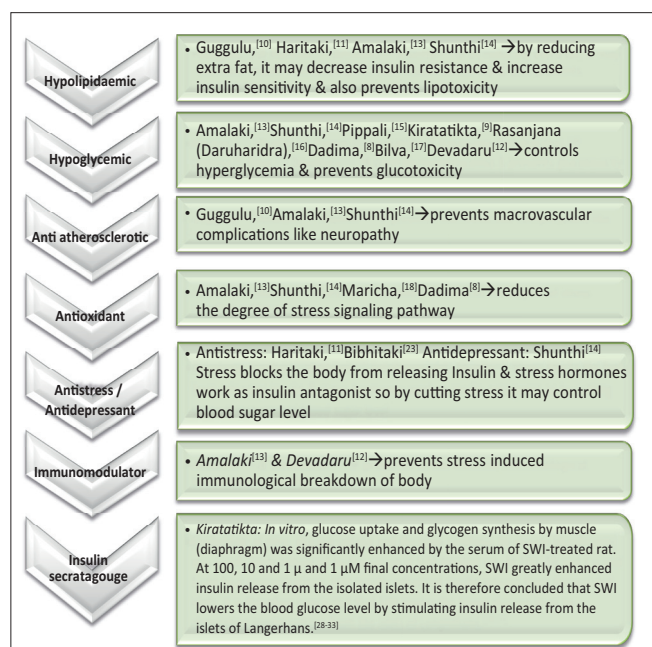 Hypolipidaemic
• Guggulu,[10] Haritaki,[11] Amalaki,[13] Shunthi[14] →by reducing
extra fat, it may decrease insulin resistance & increase
insulin sensitivity & also prevents lipotoxicity
Hypoglycemic
• Amalaki,[13]Shunthi,[14]Pippali,[15]Kiratatikta,[9]Rasanjana
(Daruharidra),[16]Dadima,[8]Bilva,[17]Devadaru[12]→controls
hyperglycemia & prevents glucotoxicity
Anti atherosclerotic
• Guggulu,[10]Amalaki,[13]Shunthi[14]→prevents macrovascular
complications like neuropathy
Antioxidant
• Amalaki,[13]Shunthi,[14]Maricha,[18]Dadima[8]→reduces
the degree of stress signaling pathway
Antistress /
Antidepressant
• Antistress: Haritaki,[11]Bibhitaki[23] Antidepressant: Shunthi[14]
Stress blocks the body from releasing Insulin & stress hormones
work as insulin antagonist so by cutting stress it may control
blood sugar level
Immunomodulator
• Amalaki[13] & Devadaru[12]→prevents stress induced
immunological breakdown of body
Insulin
secratagouge
• Kiratatikta: In vitro, glucose uptake and glycogen synthesis by muscle
(diaphragm) was significantly enhanced by the serum of SWI-treated rat.
At 100, 10 and 1 µ and 1 µM final concentrations, SWI greatly enhanced
insulin release from the isolated islets. It is therefore concluded that SWI
lowers the blood glucose level by stimulating insulin release from the
islets of Langerhans.[28-33]